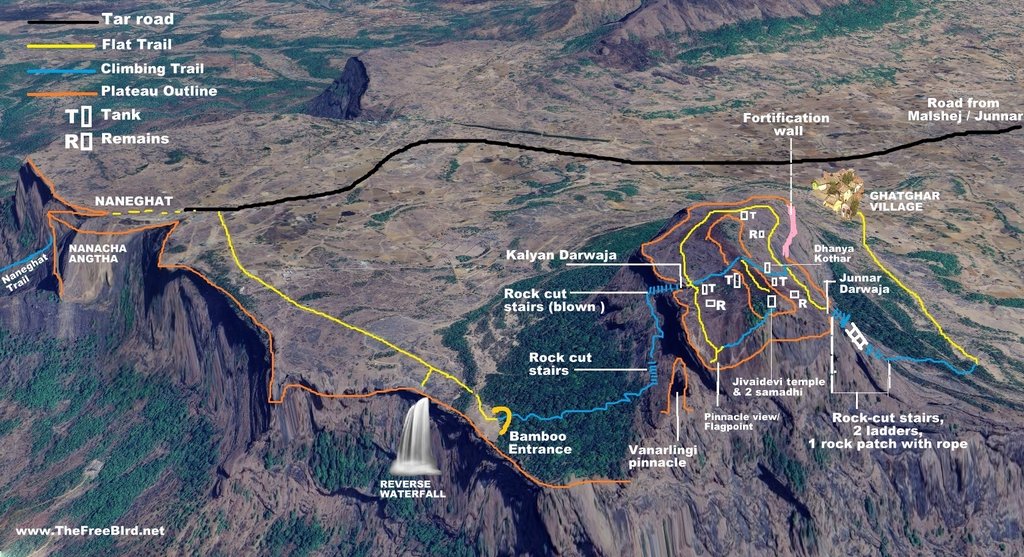 Tar road
Flat Trail
Climbing Trail
Plateau Outline
T Tank
R Remains
Road from
Malshej / Junnar
Fortification
wall
NANEGHAT
GHATGHAR
VILLAGE
NANACHA
ANGTHA
Naneghat
Trail
T
R
Dhanya
Kothar
Kalyan Darwaja
T
T
T
Junnar
Darwaja
Rock cut
stairs (blown )
R
R
Rock cut
stairs
Jivaidevi temple
& 2 samadhi
Pinnacle view/
Flagpoint
Rock-cut stairs,
2 ladders,
1 rock patch with rope
Bamboo
Entrance
Vanarlingi
pinnacle
REVERSE
WATERFALL
www.TheFreeBird.net